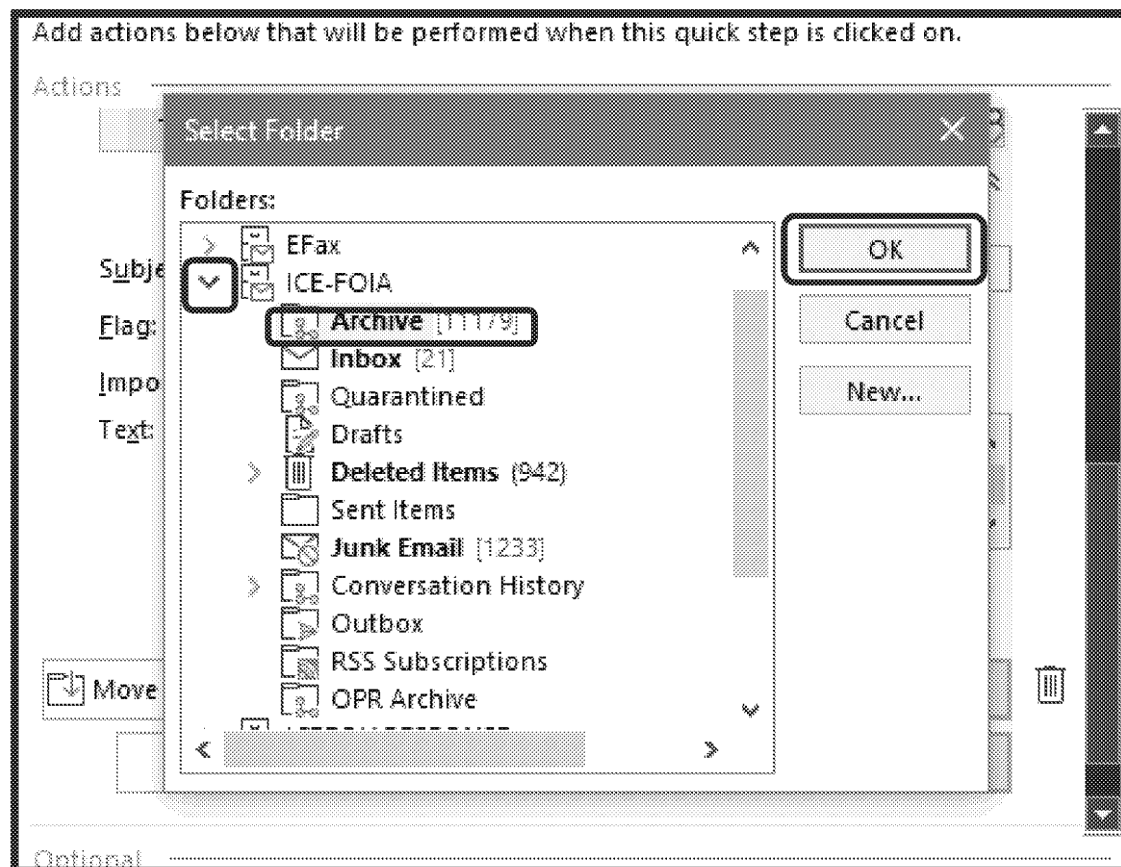 Add actions below that will be performed when this quick step is clicked on.
Actions
Select Folder
Folders:
EFax
OK
Subje
ICE-FOIA
Flag:
Archive [11179]
Cancel
Inbox [21]
Impo
Quarantined
New...
Text:
Drafts
Deleted Items (942)
Sent Items
Junk Email [1233]
Conversation History
Outbox
RSS Subscriptions
Move
OPR Archive
Optional